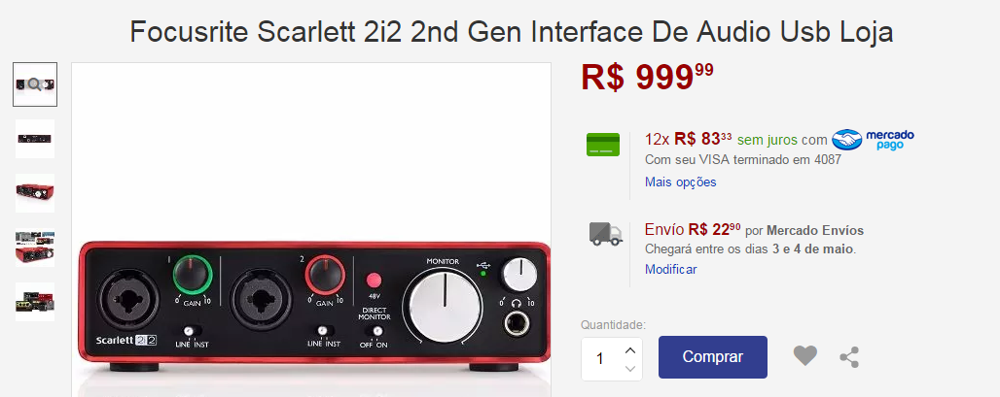 Focusrite Scarlett 2i2 2nd Gen Interface De Audio Usb Loja
R$ 999⁹⁹
12x R$ 83³³ sem juros com mercado pago
Com seu VISA terminado em 4087
Mais opções
Envío R$ 22⁹⁰ por Mercado Envíos
Chegará entre os dias 3 e 4 de maio.
Modificar
Quantidade:
1 Comprar
1 2 MONITOR
0 GAIN 10 0 GAIN 10 48V 0 10
DIRECT
MONITOR
LINE INST LINE INST OFF ON
Scarlett 2i2